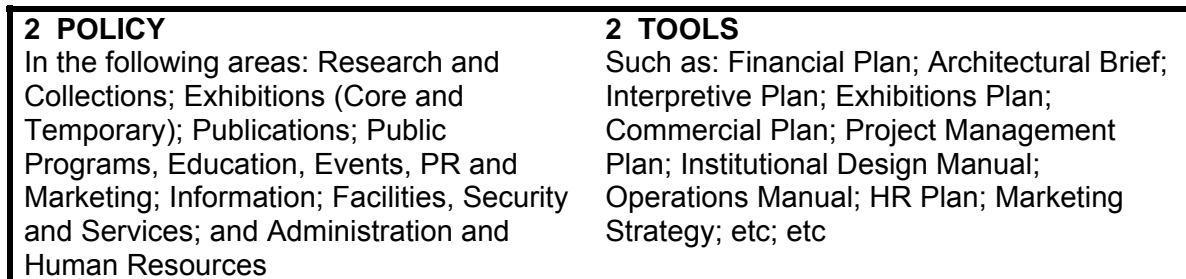 2 POLICY
In the following areas: Research and
Collections; Exhibitions (Core and
Temporary); Publications; Public
Programs, Education, Events, PR and
Marketing; Information; Facilities, Security
and Services; and Administration and
Human Resources
2 TOOLS
Such as: Financial Plan; Architectural Brief;
Interpretive Plan; Exhibitions Plan;
Commercial Plan; Project Management
Plan; Institutional Design Manual;
Operations Manual; HR Plan; Marketing
Strategy; etc; etc